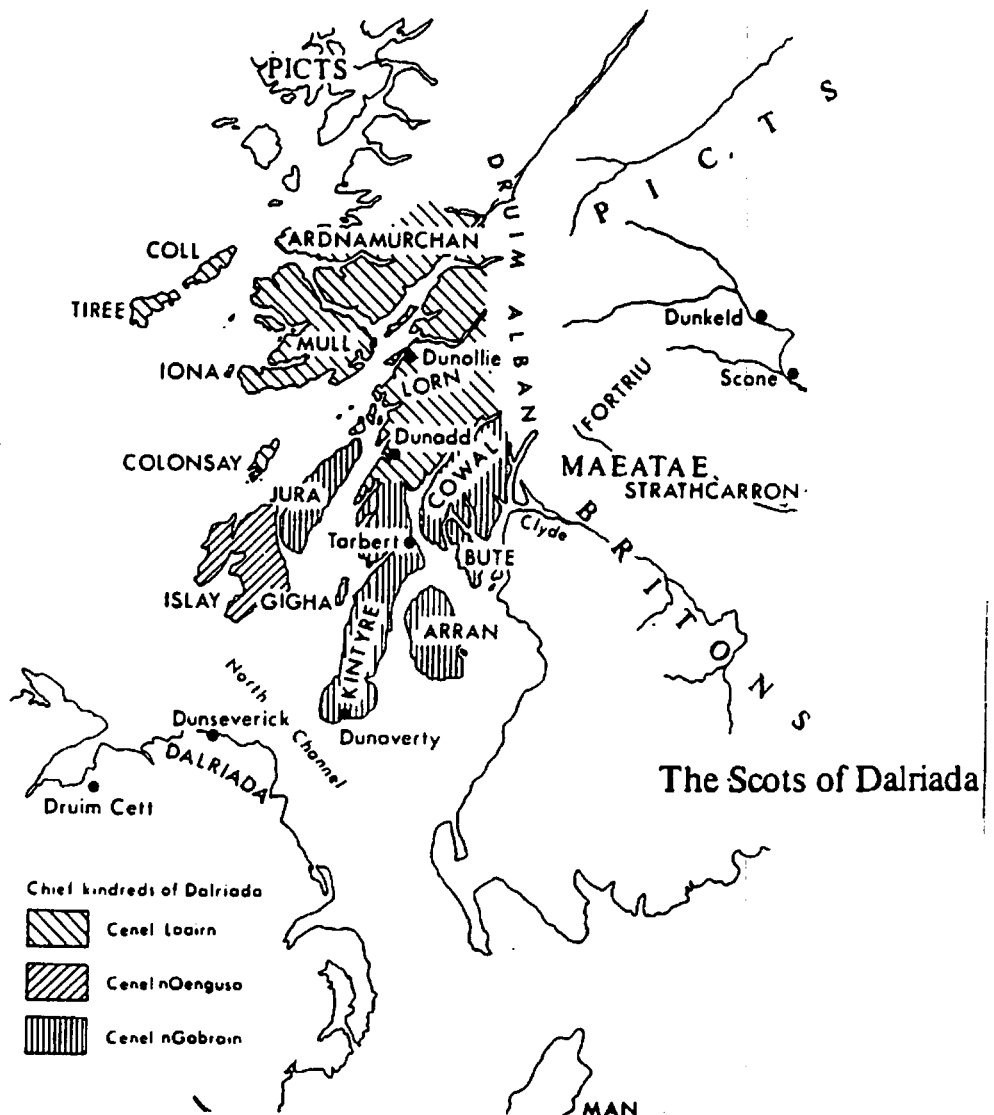 PICTS
PICTS
DRUIM ALBAN
ARDNAMURCHAN
COLL
TIREE
MULL
IONA
Dunollie
LORN
Dunkeld
Scone
FORTRIU
Dunadd
COWAL
COLONSAY
MAEATAE
STRATHCARRON
JURA
Clyde
BRITONS
Tarbert
BUTE
ISLAY
GIGHA
KINTYRE
ARRAN
North Channel
Dunseverick
Dunaverty
DALRIADA
Druim Cett
The Scots of Dalriada
Chief kindreds of Dalriada
Cenel Loairn
Cenel nOengusa
Cenel nGabrain
MAN